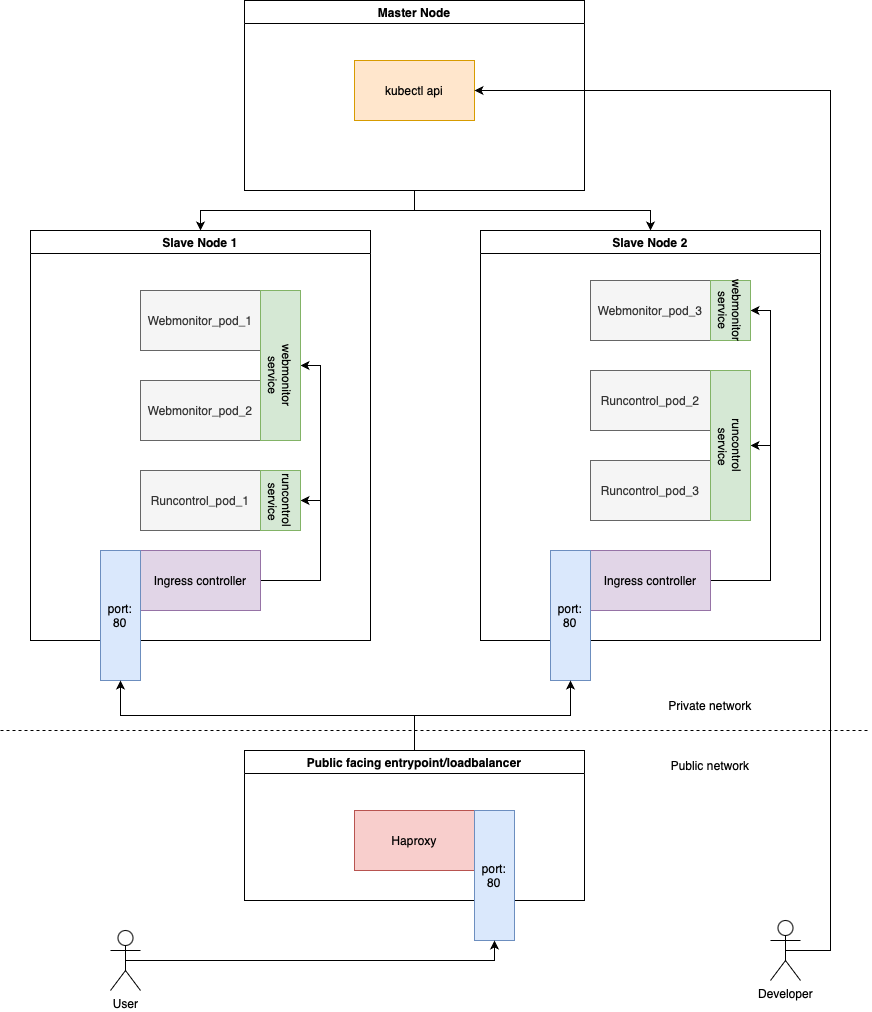 Master Node
kubectl api
Slave Node 1
Webmonitor_pod_1
Webmonitor_pod_2
webmonitor
service
Runcontrol_pod_1
runcontrol
service
Ingress controller
port:
80
Slave Node 2
Webmonitor_pod_3
webmonitor
service
Runcontrol_pod_2
Runcontrol_pod_3
runcontrol
service
Ingress controller
port:
80
Private network
Public network
Public facing entrypoint/loadbalancer
Haproxy
port:
80
User
Developer